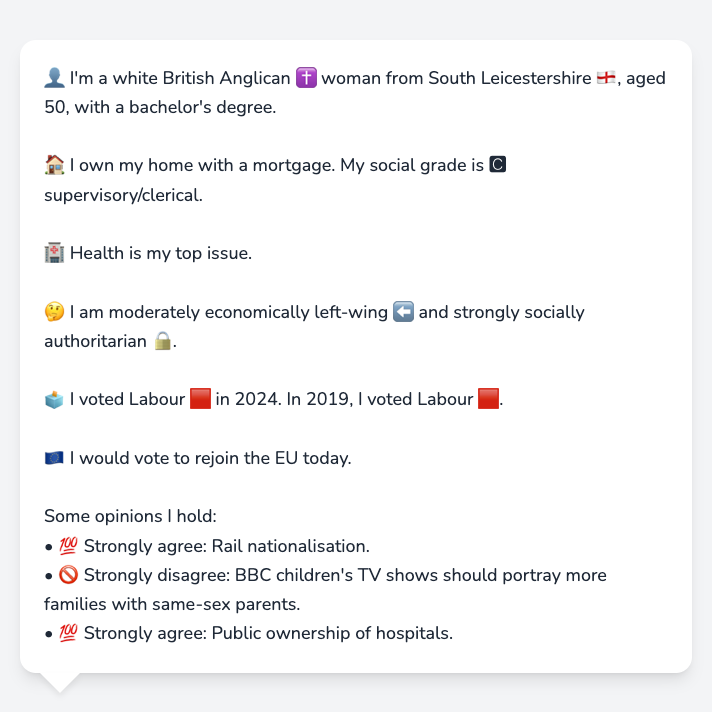 👤 I'm a white British Anglican ✝️ woman from South Leicestershire 🏴󠁧󠁢󠁥󠁮󠁧󠁿, aged
50, with a bachelor's degree.
🏠 I own my home with a mortgage. My social grade is 🅲
supervisory/clerical.
🏥 Health is my top issue.
🤔 I am moderately economically left-wing ⬅️ and strongly socially
authoritarian 🔒.
🗳️ I voted Labour 🟥 in 2024. In 2019, I voted Labour 🟥.
🇪🇺 I would vote to rejoin the EU today.
Some opinions I hold:
• 💯 Strongly agree: Rail nationalisation.
• 🚫 Strongly disagree: BBC children's TV shows should portray more
families with same-sex parents.
• 💯 Strongly agree: Public ownership of hospitals.